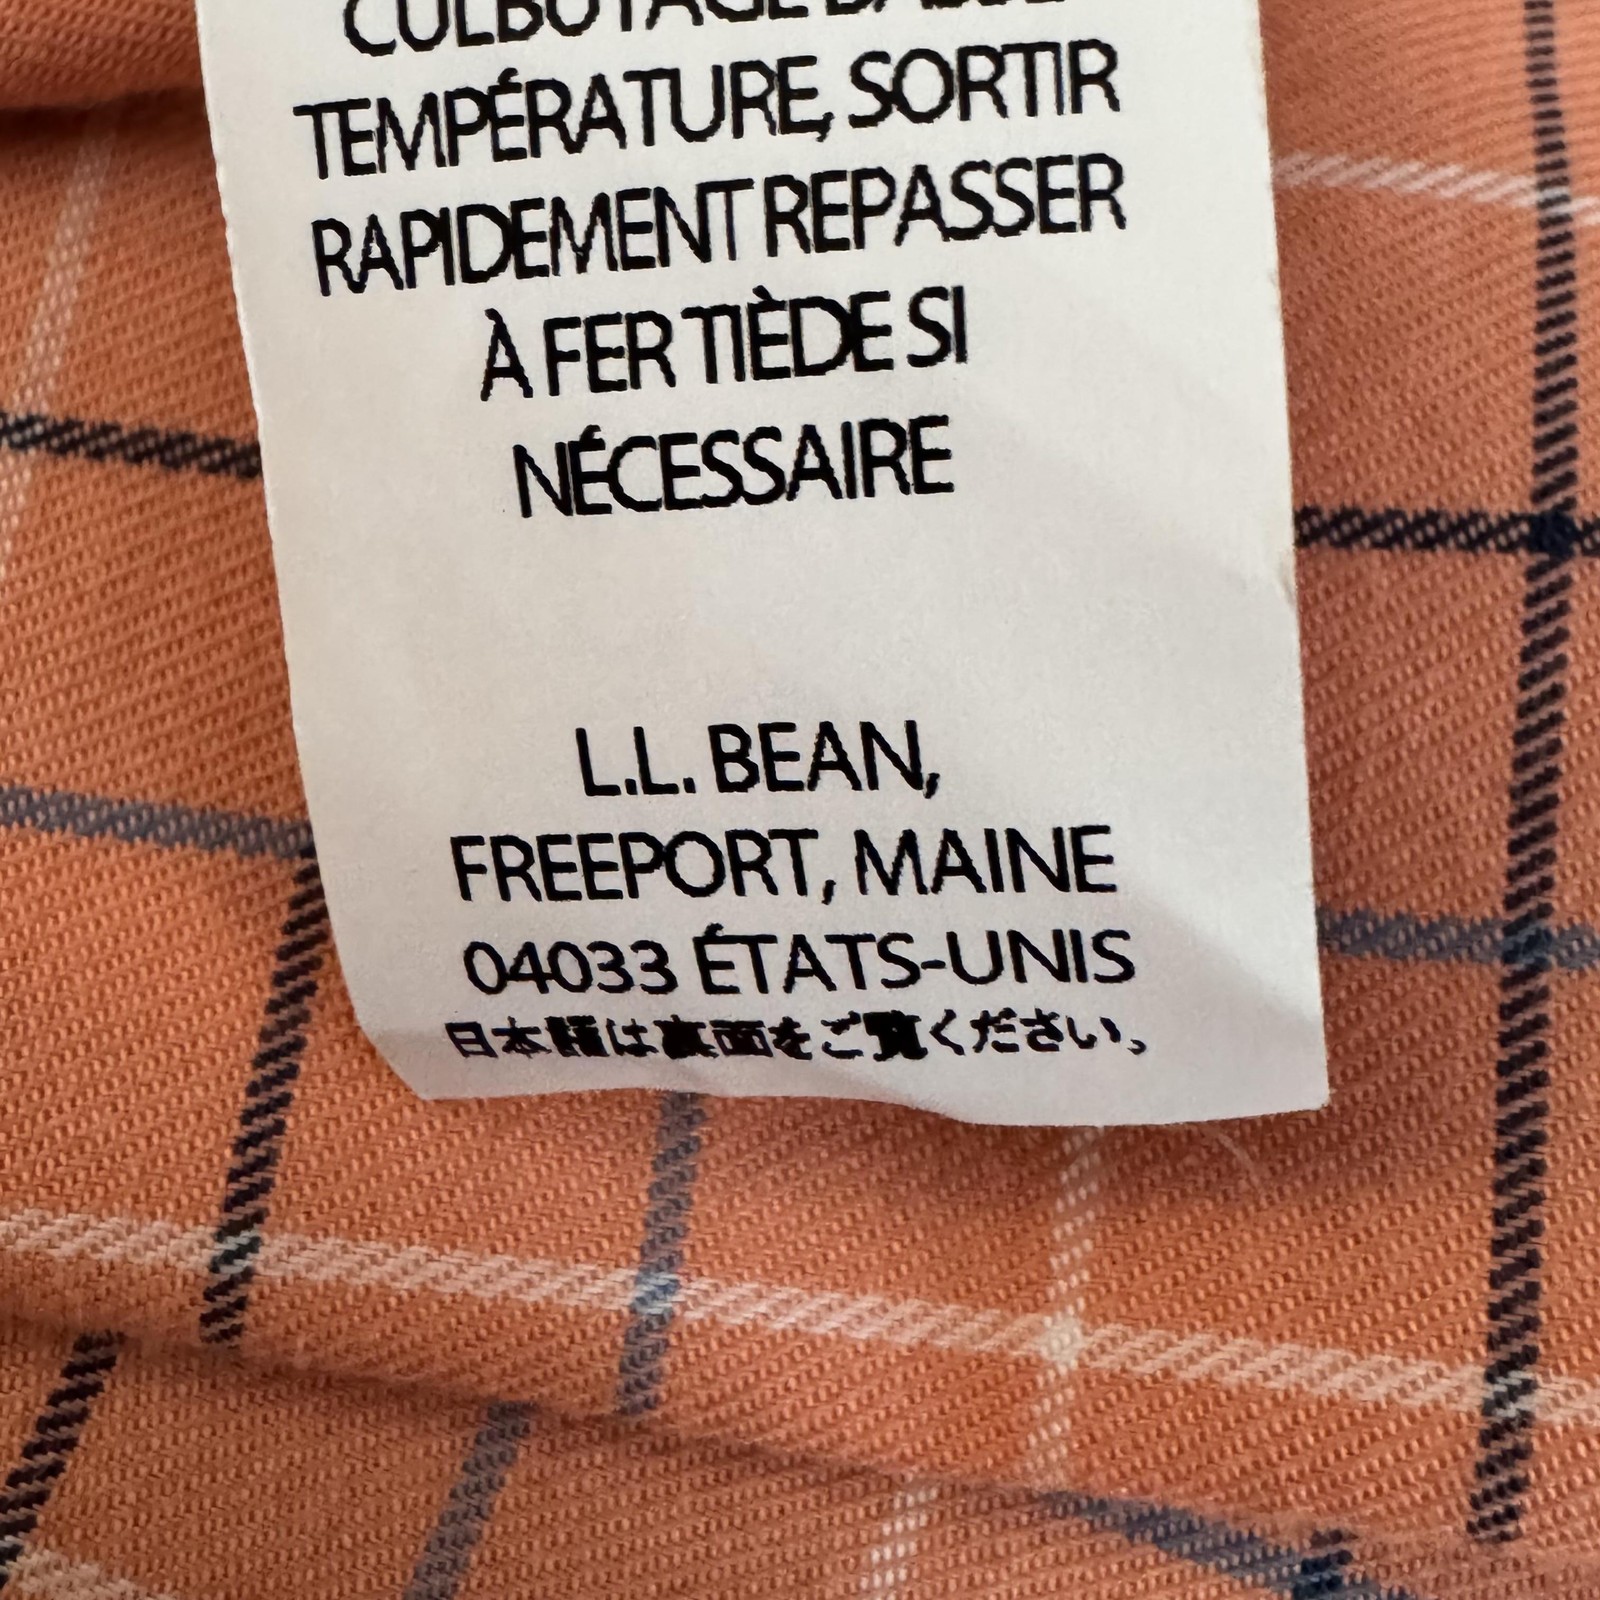 CULBUTAGE BASSE
TEMPÉRATURE, SORTIR
RAPIDEMENT REPASSER
À FER TIÈDE SI
NÉCESSAIRE
L.L. BEAN,
FREEPORT, MAINE
04033 ÉTATS-UNIS
日本語は裏面をご覧ください。